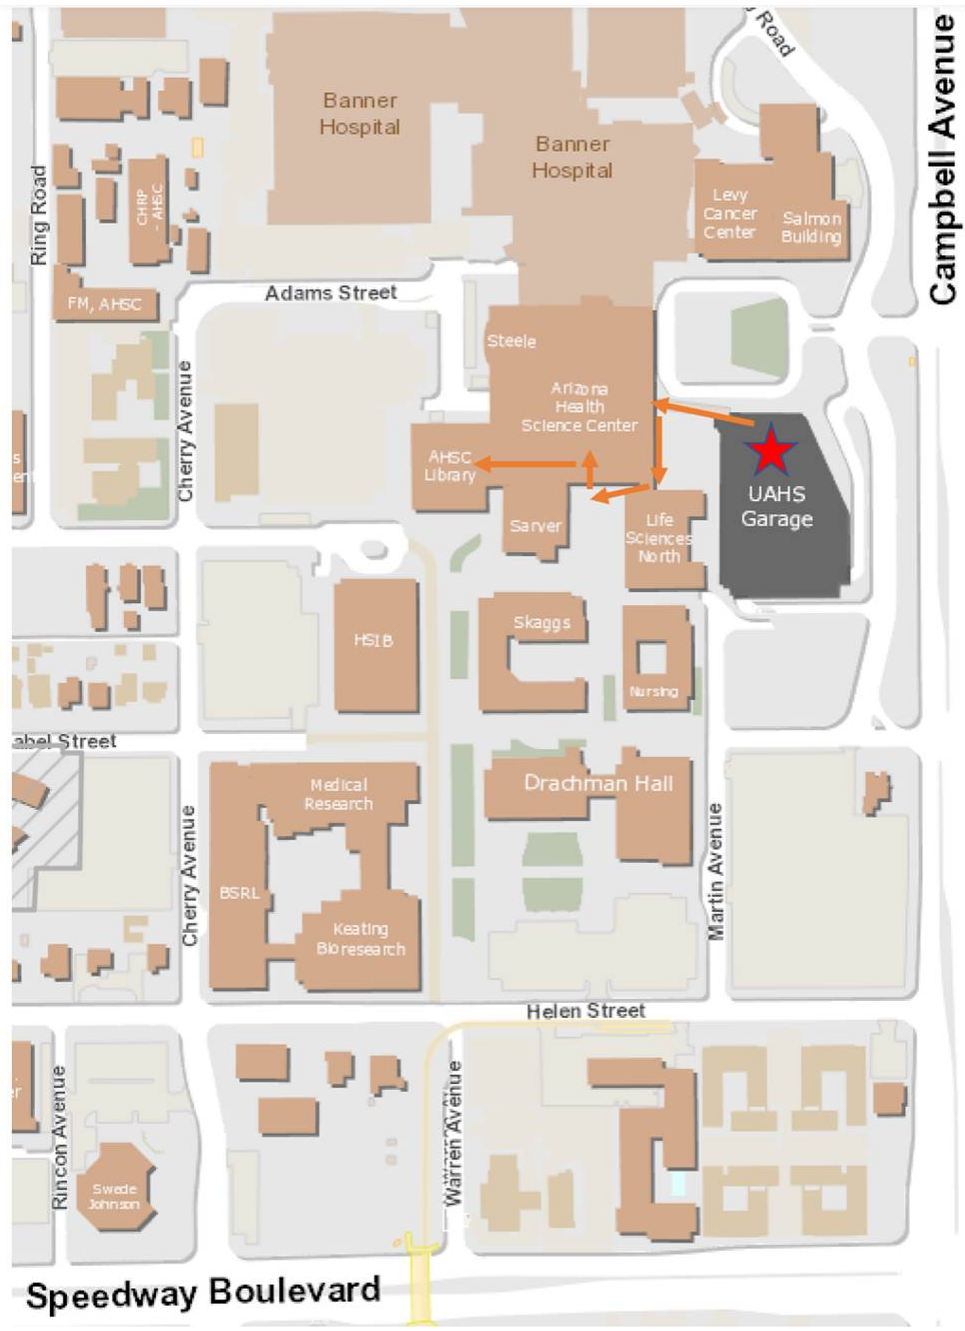 Road
Campbell Avenue
Banner
Hospital
Banner
Hospital
Ring Road
CHRP
- AHSC
Levy
Cancer
Center
Salmon
Building
FM, AHSC
Adams Street
Steele
Arizona
Health
Science Center
Cherry Avenue
AHSC
Library
UAHS
Garage
Sarver
Life
Sciences
North
HSIB
Skaggs
Nursing
abel Street
Medical
Research
Drachman Hall
Cherry Avenue
BSRL
Martin Avenue
Keating
Bioresearch
Helen Street
Rincon Avenue
Warren Avenue
Swede
Johnson
Speedway Boulevard